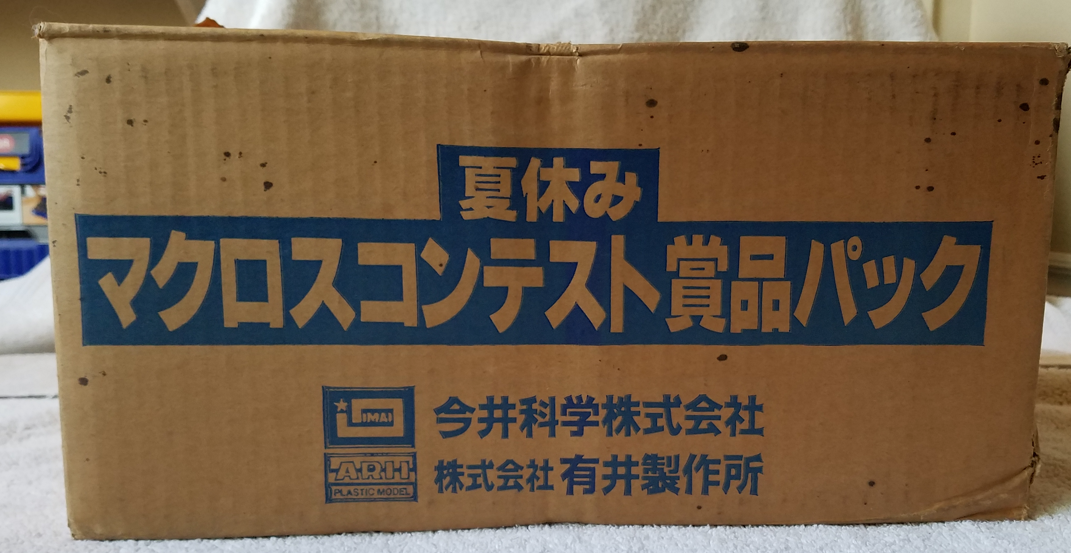 夏休み
マクロスコンテスト賞品パック
IMAI
今井科学株式会社
ARII
PLASTIC MODEL
株式会社有井製作所